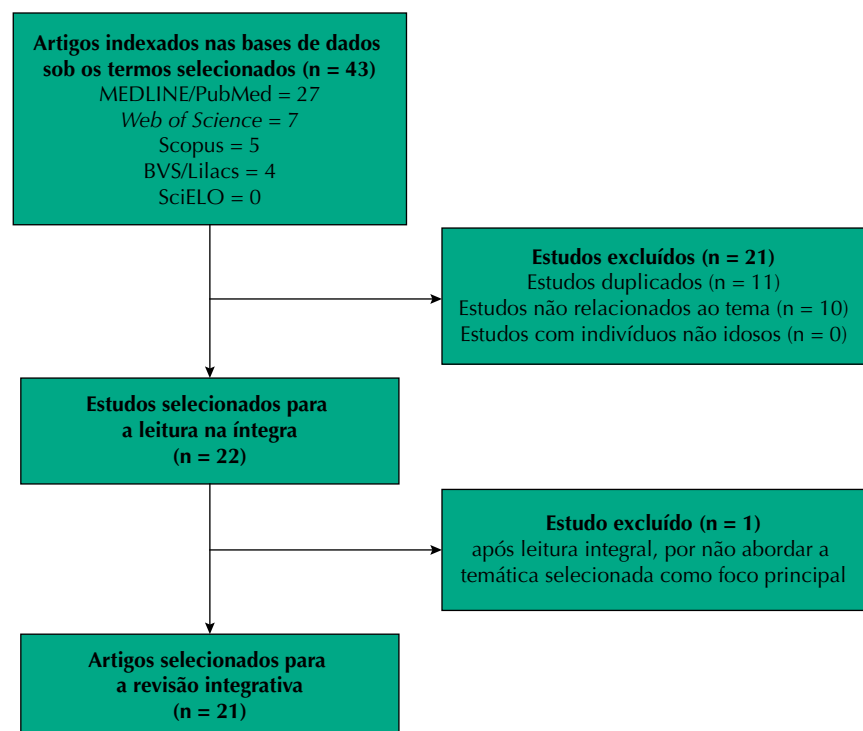 Artigos indexados nas bases de dados
sob os termos selecionados (n = 43)
MEDLINE/PubMed = 27
Web of Science = 7
Scopus = 5
BVS/Lilacs = 4
SciELO = 0
Estudos excluídos (n = 21)
Estudos duplicados (n = 11)
Estudos não relacionados ao tema (n = 10)
Estudos com indivíduos não idosos (n = 0)
Estudos selecionados para
a leitura na íntegra
(n = 22)
Estudo excluído (n = 1)
após leitura integral, por não abordar a
temática selecionada como foco principal
Artigos selecionados para
a revisão integrativa
(n = 21)